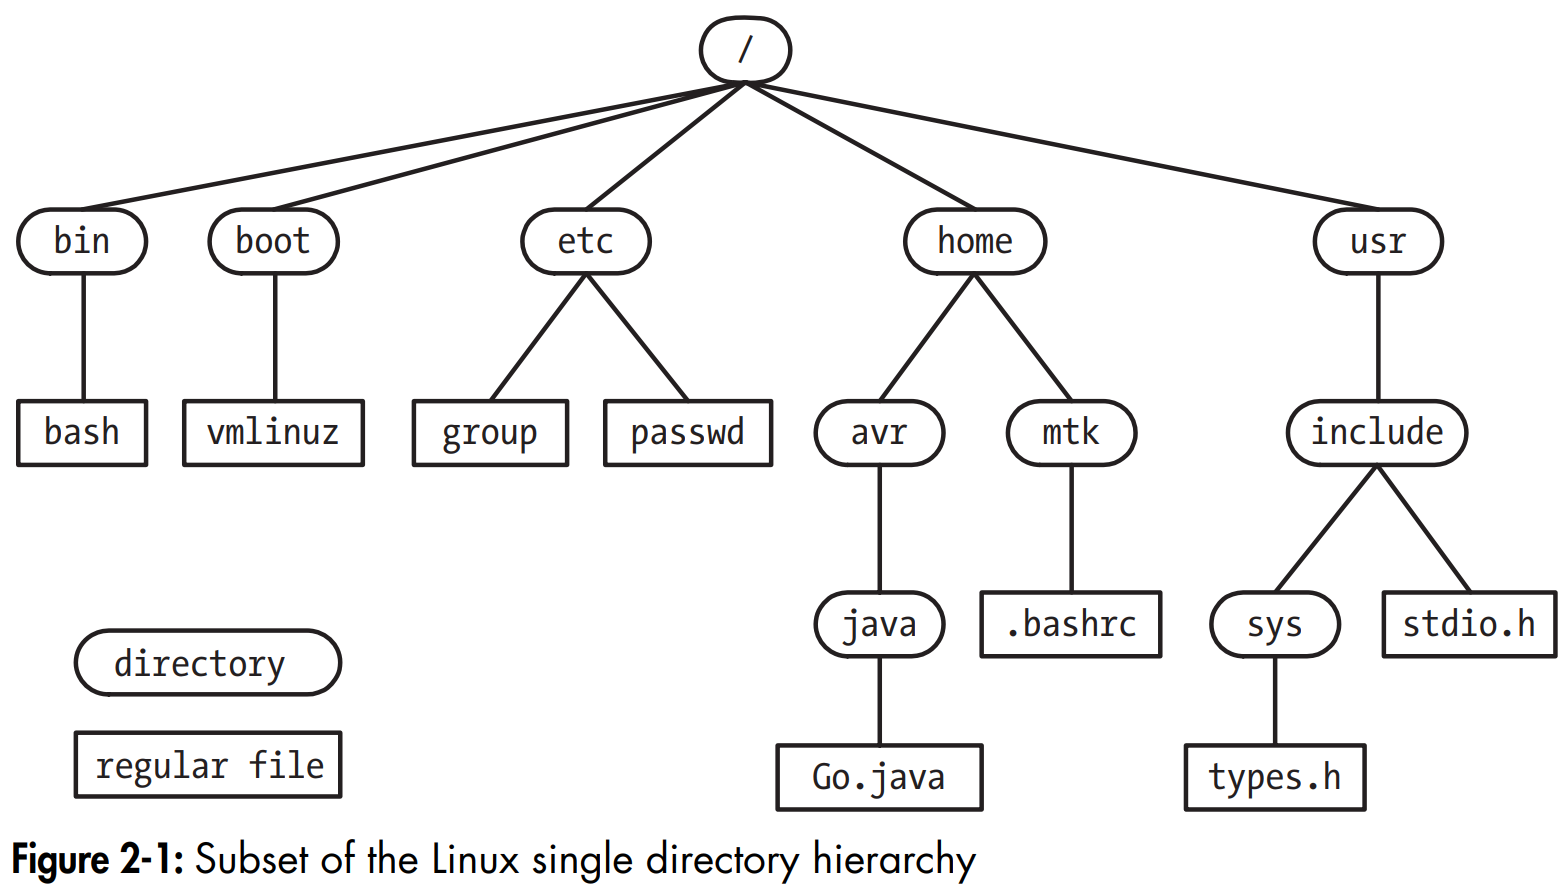 /
bin boot etc home usr
bash vmlinuz group passwd avr mtk include
java .bashrc sys stdio.h
directory
regular file Go.java types.h
Figure 2-1: Subset of the Linux single directory hierarchy